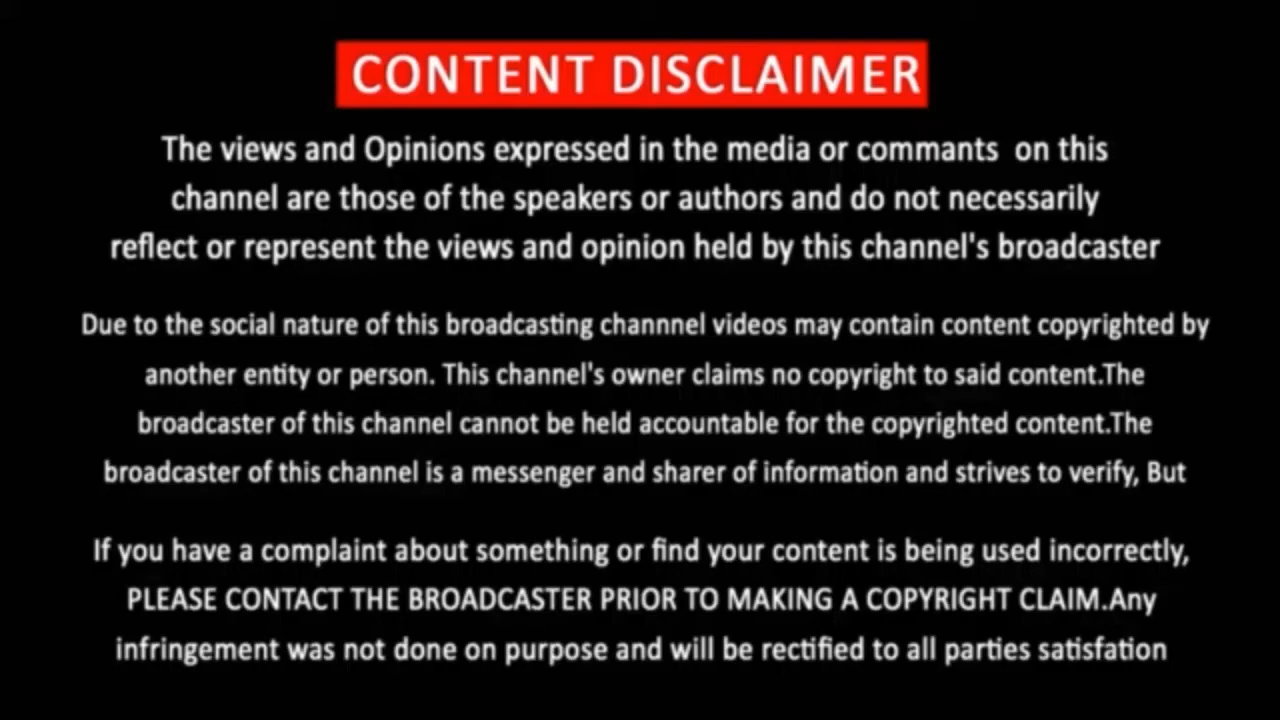 CONTENT DISCLAIMER
The views and Opinions expressed in the media or commants on this
channel are those of the speakers or authors and do not necessarily
reflect or represent the views and opinion held by this channel's broadcaster
Due to the social nature of this broadcasting channnel videos may contain content copyrighted by
another entity or person. This channel's owner claims no copyright to said content.The
broadcaster of this channel cannot be held accountable for the copyrighted content.The
broadcaster of this channel is a messenger and sharer of information and strives to verify, But
If you have a complaint about something or find your content is being used incorrectly,
PLEASE CONTACT THE BROADCASTER PRIOR TO MAKING A COPYRIGHT CLAIM.Any
infringement was not done on purpose and will be rectified to all parties satisfation